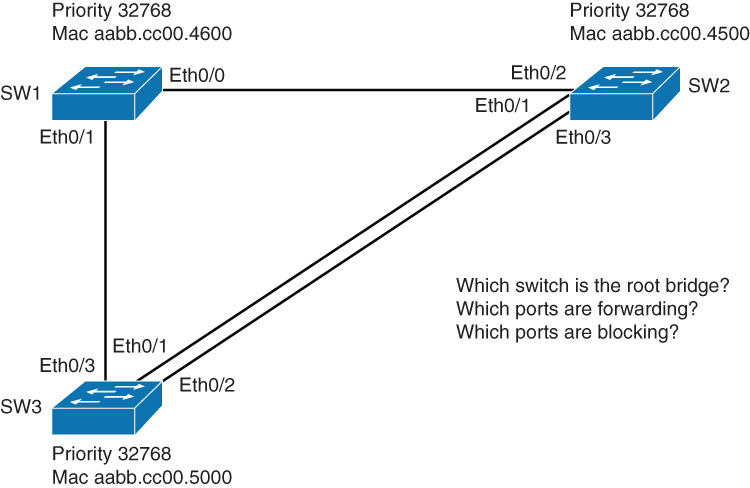 Priority 32768
Mac aabb.cc00.4600
Priority 32768
Mac aabb.cc00.4500
SW1
Eth0/0
Eth0/2
SW2
Eth0/1
Eth0/1
Eth0/3
Which switch is the root bridge?
Which ports are forwarding?
Which ports are blocking?
Eth0/1
Eth0/3
Eth0/2
SW3
Priority 32768
Mac aabb.cc00.5000